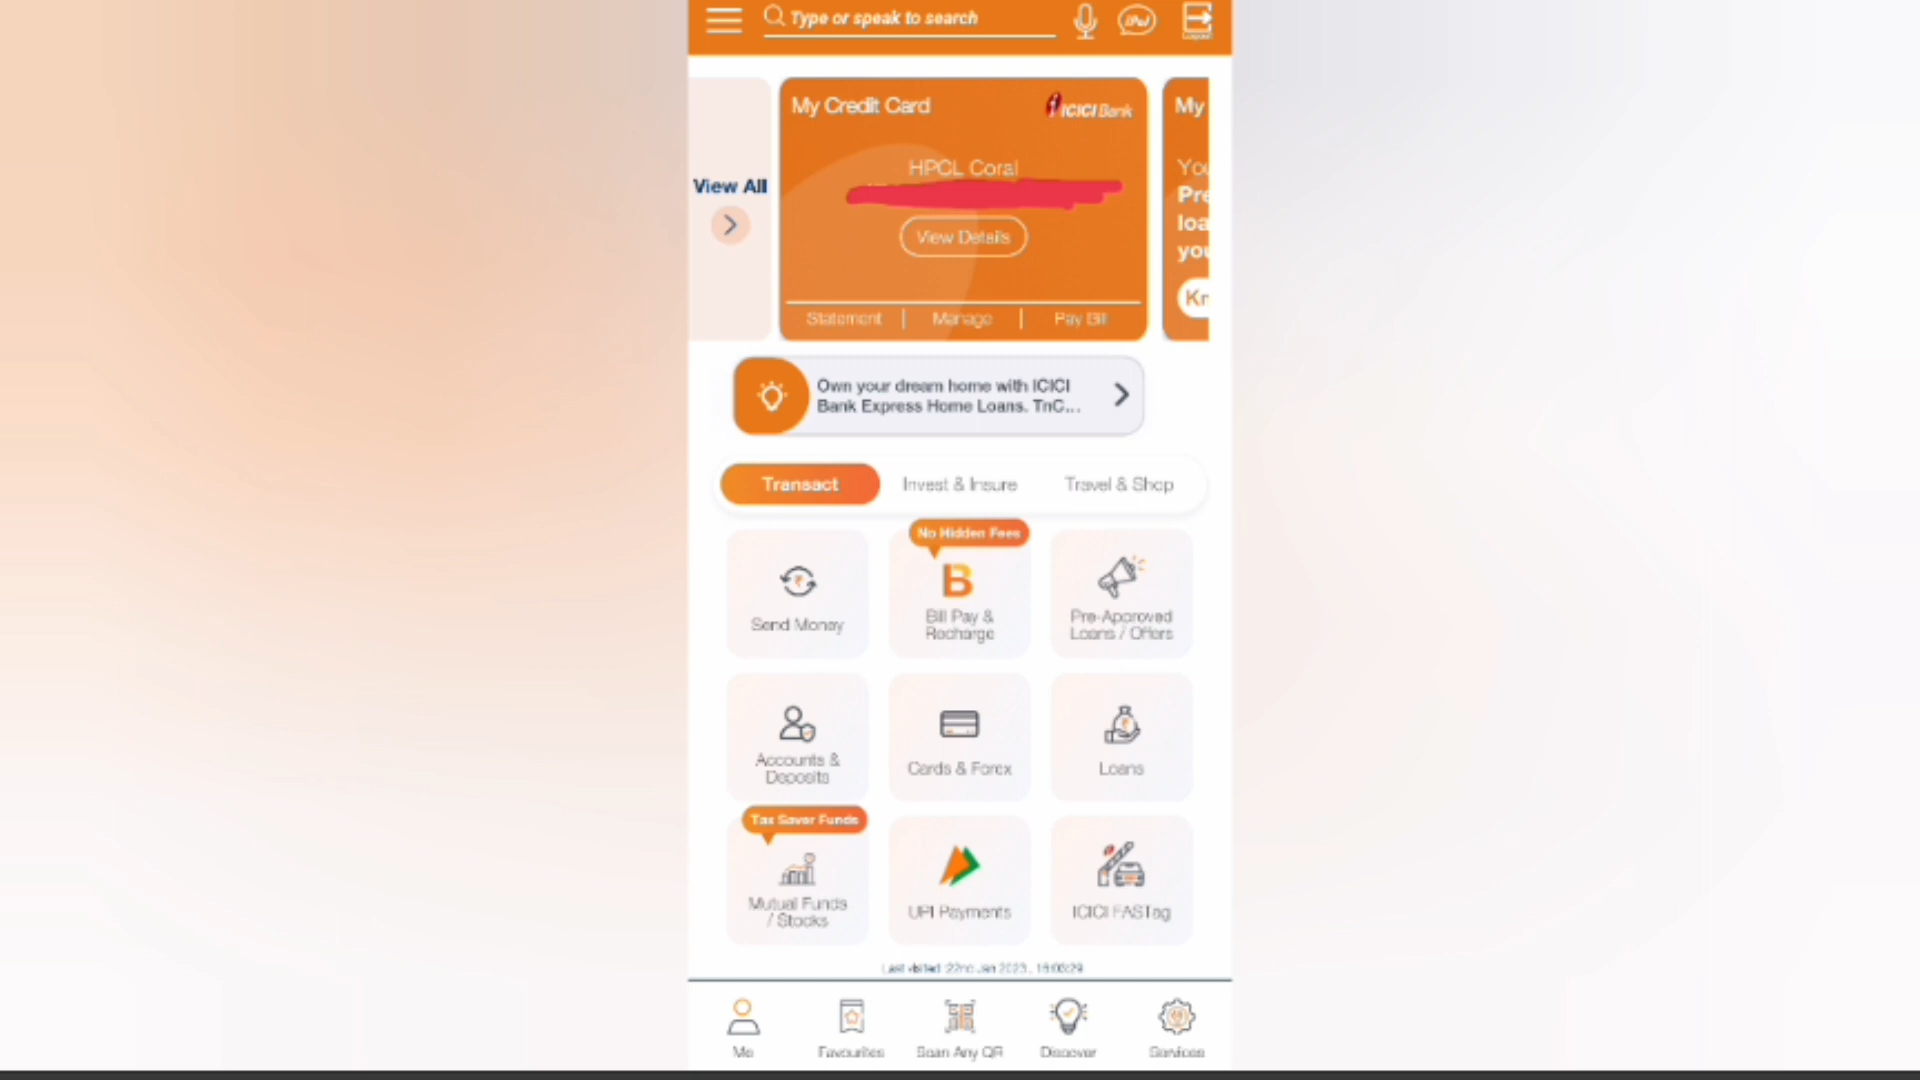 Type or speak to search
iPal
Logout
View All
My Credit Card
ICICI Bank
HPCL Coral
View Details
Statement | Manage | Pay Bill
My
You
Pre
loa
you
Kn
Own your dream home with ICICI
Bank Express Home Loans. TnC...
Transact
Invest & Insure
Travel & Shop
No Hidden Fees
Send Money
B
Bill Pay &
Recharge
Pre-Approved
Loans / Offers
Accounts &
Deposits
Cards & Forex
Loans
Tax Saver Funds
Mutual Funds
/ Stocks
UPI Payments
ICICI FASTag
Last visited :22nd Jan 2023,
Me
Favourites
Scan Any QR
Discover
Services